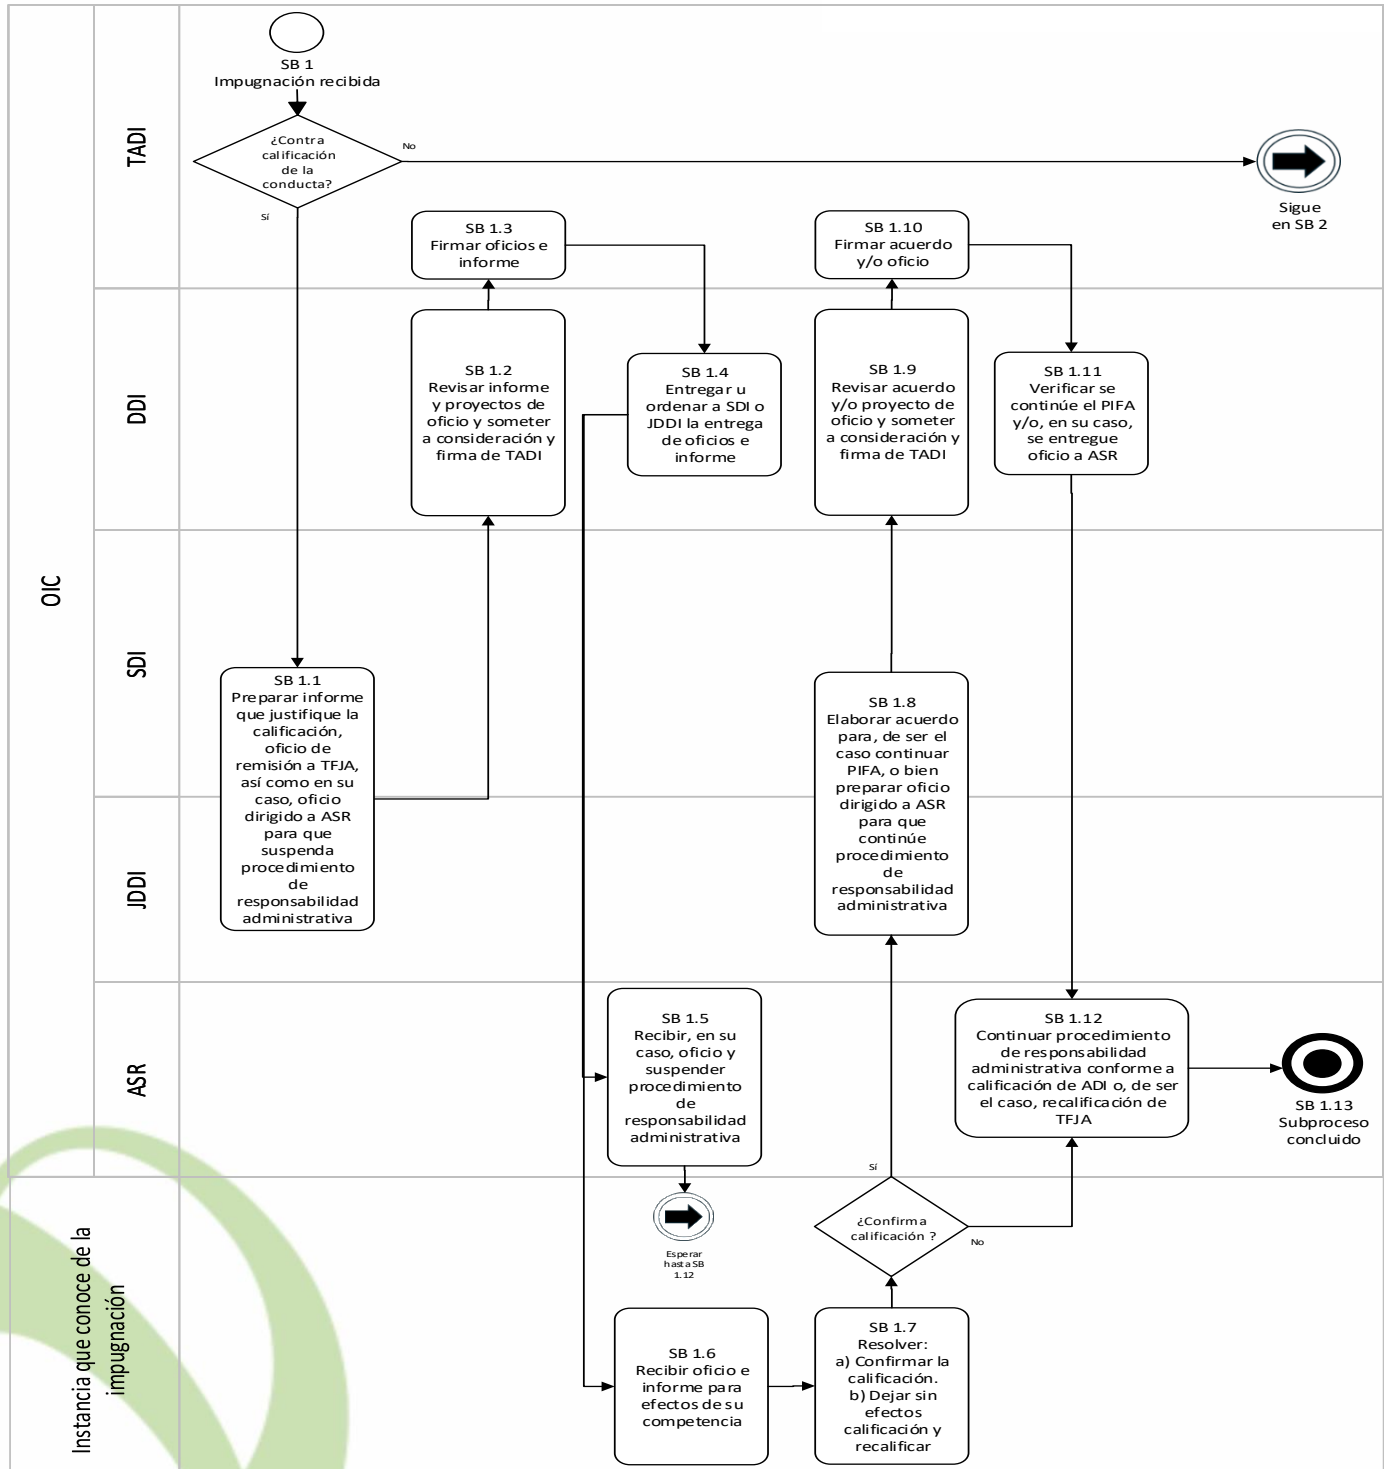 OIC
TADI
SB 1
Impugnación recibida
¿Contra
calificación
de la
conducta?
No
Sí
Sigue
en SB 2
SB 1.3
Firmar oficios e
informe
SB 1.10
Firmar acuerdo
y/o oficio
DDI
SB 1.2
Revisar informe
y proyectos de
oficio y someter
a consideración y
firma de TADI
SB 1.4
Entregar u
ordenar a SDI o
JDDI la entrega
de oficios e
informe
SB 1.9
Revisar acuerdo
y/o proyecto de
oficio y someter
a consideración y
firma de TADI
SB 1.11
Verificar se
continúe el PIFA
y/o, en su caso,
se entregue
oficio a ASR
SDI
JDDI
SB 1.1
Preparar informe
que justifique la
calificación,
oficio de
remisión a TFJA,
así como en su
caso, oficio
dirigido a ASR
para que
suspenda
procedimiento
de
responsabilidad
administrativa
SB 1.8
Elaborar acuerdo
para, de ser el
caso continuar
PIFA, o bien
preparar oficio
dirigido a ASR
para que
continúe
procedimiento
de
responsabilidad
administrativa
ASR
SB 1.5
Recibir, en su
caso, oficio y
suspender
procedimiento
de
responsabilidad
administrativa
SB 1.12
Continuar procedimiento
de responsabilidad
administrativa conforme a
calificación de ADI o, de ser
el caso, recalificación de
TFJA
SB 1.13
Subproceso
concluido
Instancia que conoce de la
impugnación
Esperar
hasta SB
1.12
Sí
¿Confirma
calificación ?
No
SB 1.6
Recibir oficio e
informe para
efectos de su
competencia
SB 1.7
Resolver:
a) Confirmar la
calificación.
b) Dejar sin
efectos
calificación y
recalificar